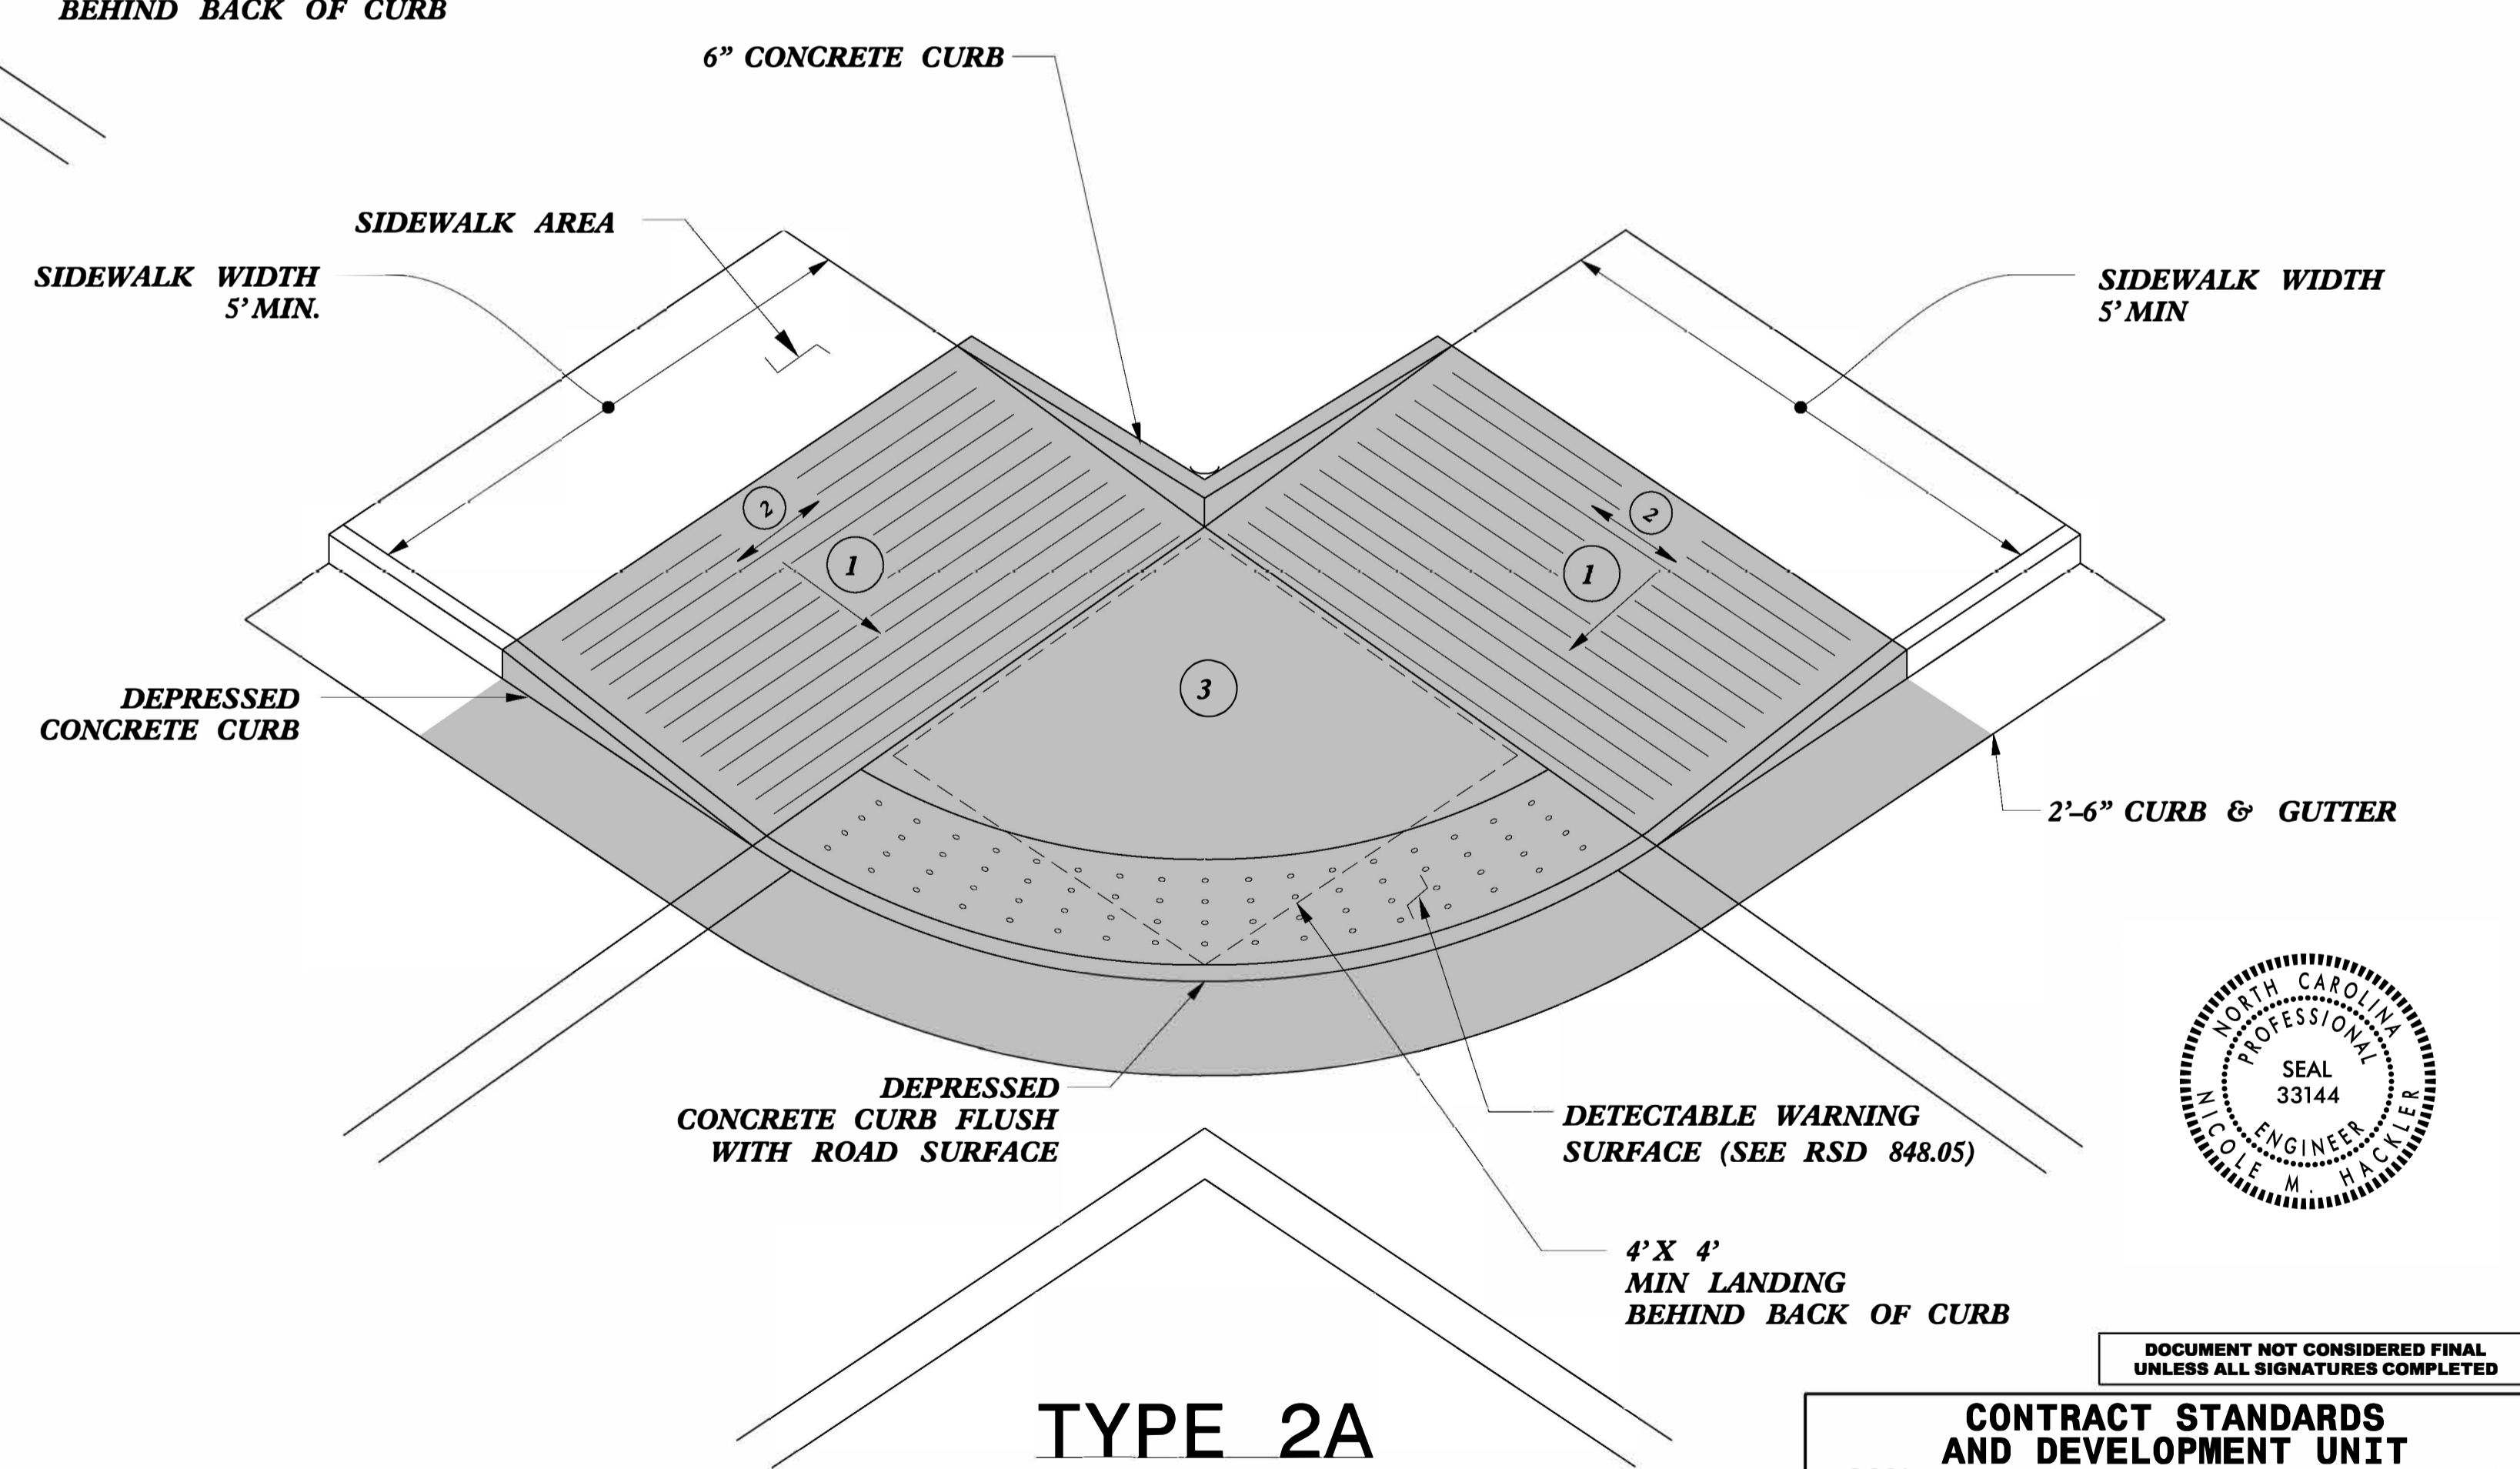 BEHIND BACK OF CURB
6” CONCRETE CURB
SIDEWALK AREA
SIDEWALK WIDTH
5’ MIN.
SIDEWALK WIDTH
5’ MIN
2
1
2
1
3
DEPRESSED
CONCRETE CURB
2’–6” CURB & GUTTER
DEPRESSED
CONCRETE CURB FLUSH
WITH ROAD SURFACE
DETECTABLE WARNING
SURFACE (SEE RSD 848.05)
4’ X 4’
MIN LANDING
BEHIND BACK OF CURB
NORTH CAROLINA
PROFESSIONAL
SEAL
33144
ENGINEER
NICOLE M. HACKLER
DOCUMENT NOT CONSIDERED FINAL
UNLESS ALL SIGNATURES COMPLETED
TYPE 2A
CONTRACT STANDARDS
AND DEVELOPMENT UNIT